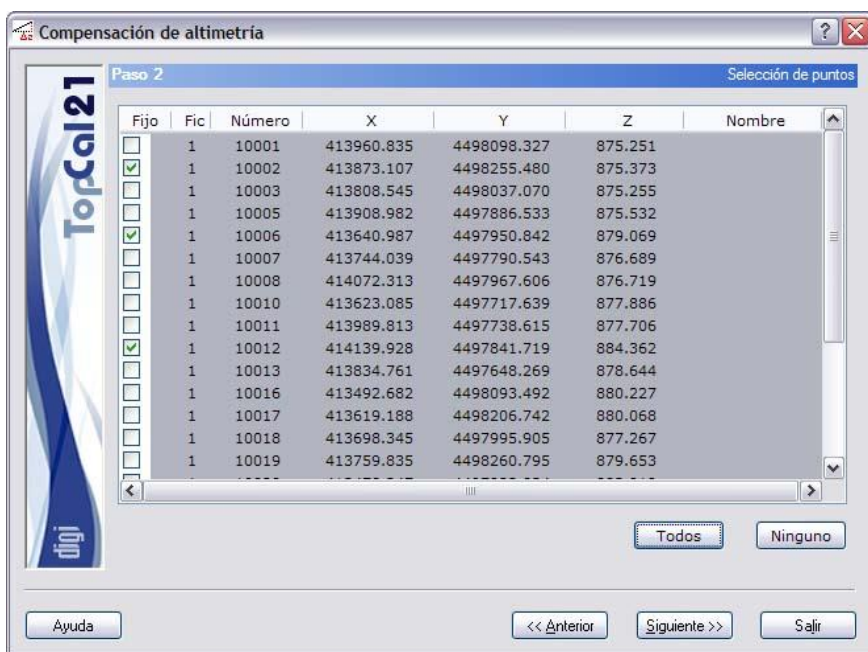 Compensación de altimetría
TopCal 21
digi
Paso 2 Selección de puntos
Fijo Fic Número X Y Z Nombre
1 10001 413960.835 4498098.327 875.251
1 10002 413873.107 4498255.480 875.373
1 10003 413808.545 4498037.070 875.255
1 10005 413908.982 4497886.533 875.532
1 10006 413640.987 4497950.842 879.069
1 10007 413744.039 4497790.543 876.689
1 10008 414072.313 4497967.606 876.719
1 10010 413623.085 4497717.639 877.886
1 10011 413989.813 4497738.615 877.706
1 10012 414139.928 4497841.719 884.362
1 10013 413834.761 4497648.269 878.644
1 10016 413492.682 4498093.492 880.227
1 10017 413619.188 4498206.742 880.068
1 10018 413698.345 4497995.905 877.267
1 10019 413759.835 4498260.795 879.653
Todos Ninguno
Ayuda << Anterior Siguiente >> Salir